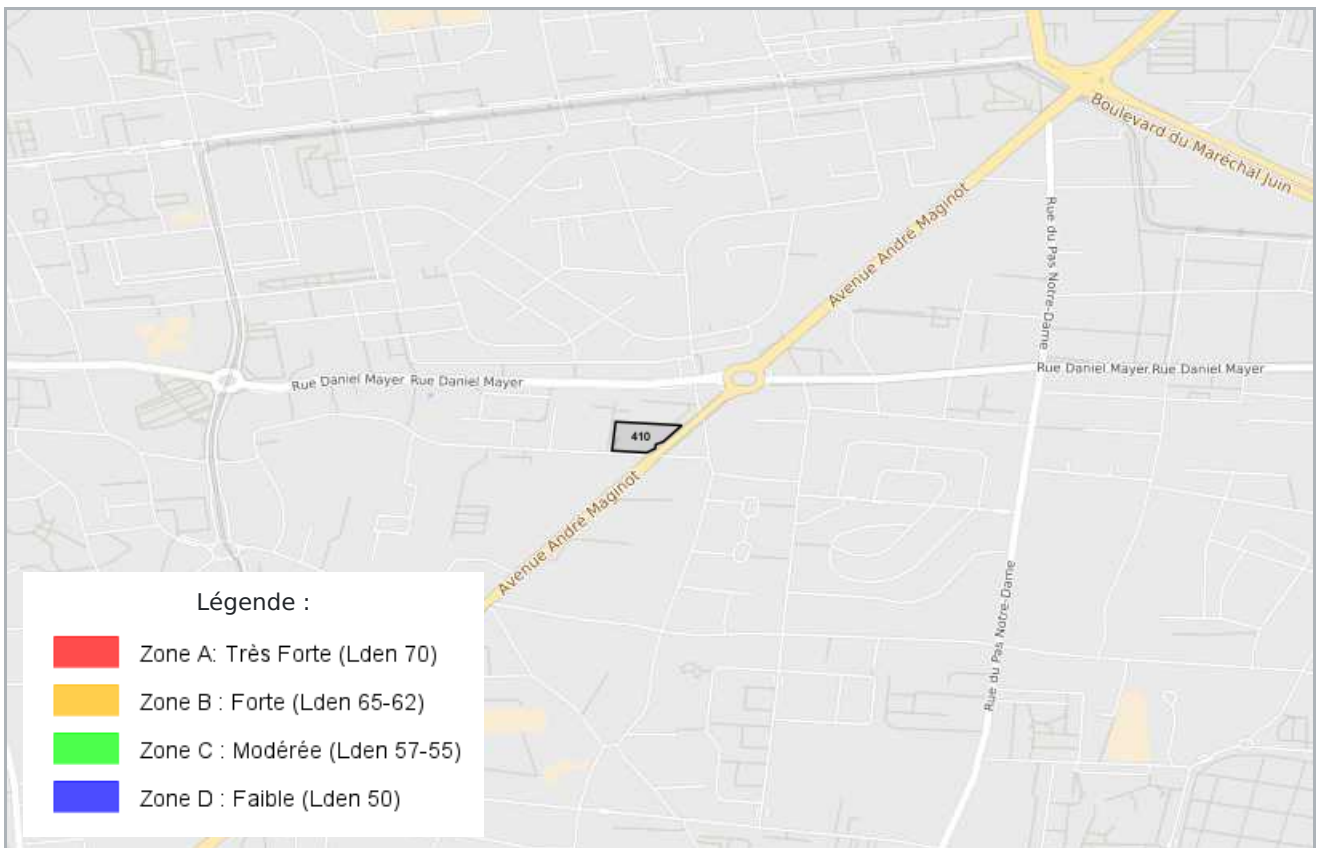 Boulevard du Maréchal Juin
Avenue André Maginot
Rue du Pas Notre-Dame
Rue Daniel Mayer Rue Daniel Mayer
Rue Daniel Mayer Rue Daniel Mayer
410
Avenue André Maginot
Rue du Pas Notre-Dame
Légende :
Zone A: Très Forte (Lden 70)
Zone B : Forte (Lden 65-62)
Zone C : Modérée (Lden 57-55)
Zone D : Faible (Lden 50)